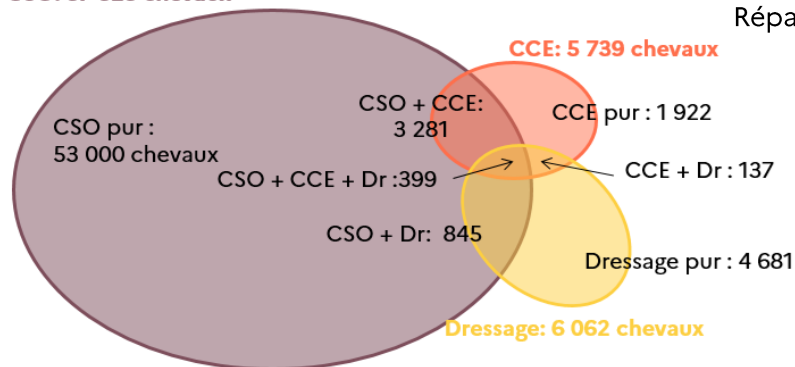 Répa
CCE: 5 739 chevaux
CSO + CCE:
3 281
CCE pur : 1 922
CSO pur :
53 000 chevaux
CSO + CCE + Dr :399
CCE + Dr : 137
CSO + Dr: 845
Dressage pur : 4 681
Dressage: 6 062 chevaux